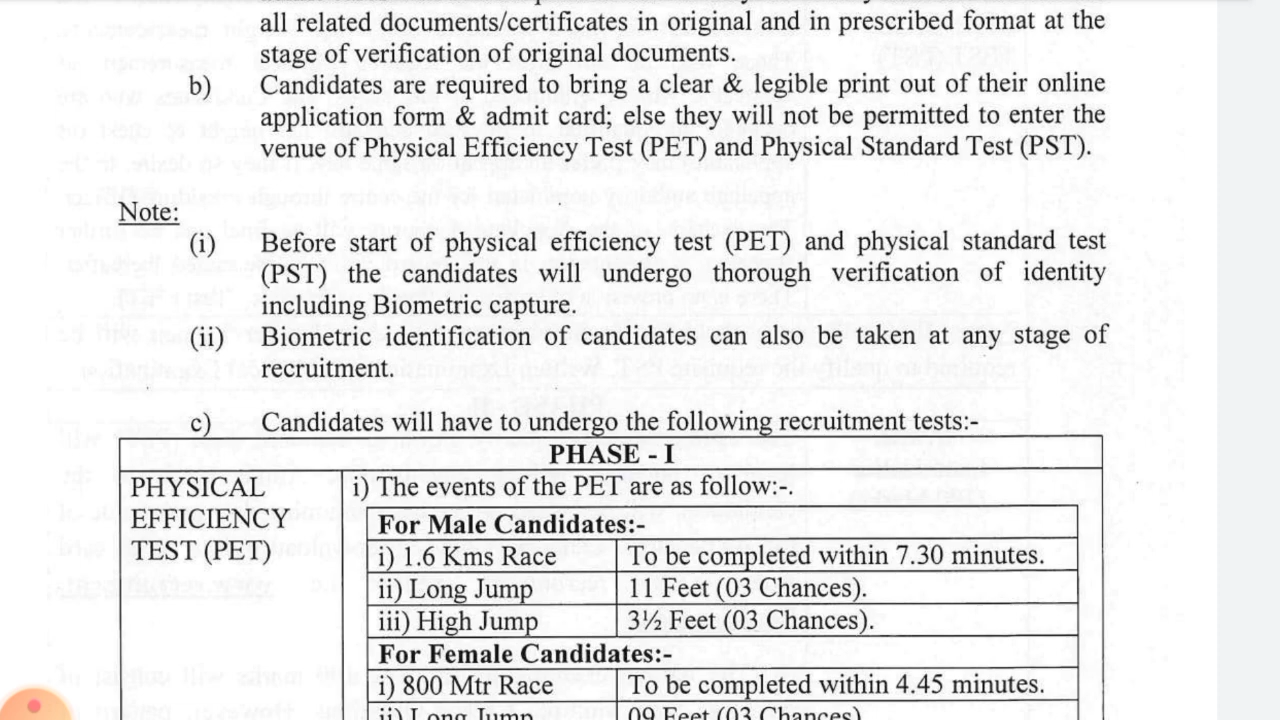 all related documents/certificates in original and in prescribed format at the
stage of verification of original documents.
b) Candidates are required to bring a clear & legible print out of their online
application form & admit card; else they will not be permitted to enter the
venue of Physical Efficiency Test (PET) and Physical Standard Test (PST).
Note:
(i) Before start of physical efficiency test (PET) and physical standard test
(PST) the candidates will undergo thorough verification of identity
including Biometric capture.
(ii) Biometric identification of candidates can also be taken at any stage of
recruitment.
c) Candidates will have to undergo the following recruitment tests:-
PHASE - I
PHYSICAL EFFICIENCY TEST (PET)
i) The events of the PET are as follow:-.
For Male Candidates:-
i) 1.6 Kms Race To be completed within 7.30 minutes.
ii) Long Jump 11 Feet (03 Chances).
iii) High Jump 3½ Feet (03 Chances).
For Female Candidates:-
i) 800 Mtr Race To be completed within 4.45 minutes.
ii) Long Jump 09 Feet (03 Chances).